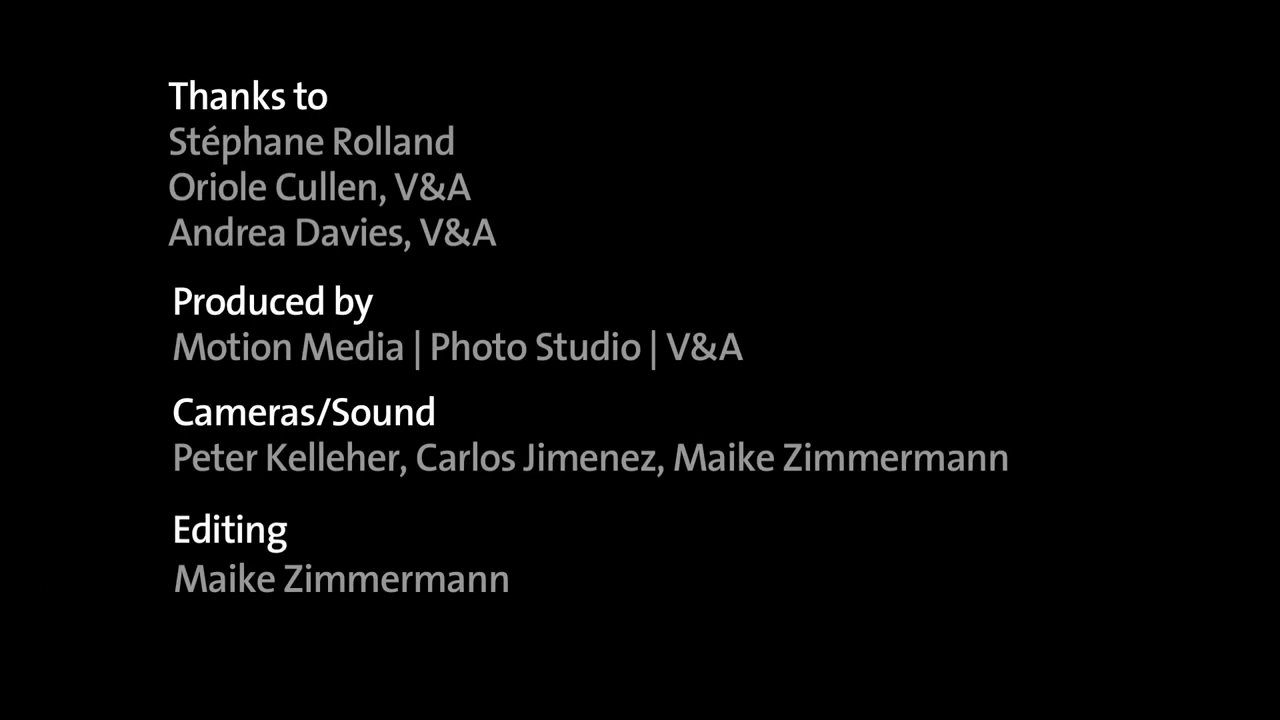 Thanks to
Stéphane Rolland
Oriole Cullen, V&A
Andrea Davies, V&A
Produced by
Motion Media | Photo Studio | V&A
Cameras/Sound
Peter Kelleher, Carlos Jimenez, Maike Zimmermann
Editing
Maike Zimmermann